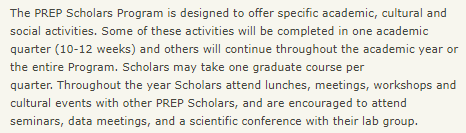 The PREP Scholars Program is designed to offer specific academic, cultural and
social activities. Some of these activities will be completed in one academic
quarter (10-12 weeks) and others will continue throughout the academic year or
the entire Program. Scholars may take one graduate course per
quarter. Throughout the year Scholars attend lunches, meetings, workshops and
cultural events with other PREP Scholars, and are encouraged to attend
seminars, data meetings, and a scientific conference with their lab group.